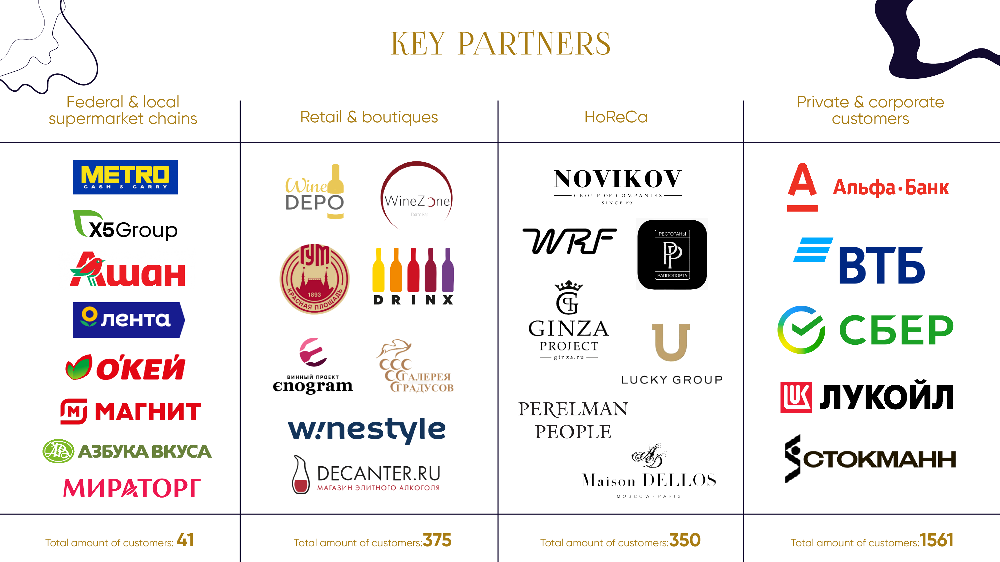 KEY PARTNERS
Federal & local
supermarket chains
METRO
CASH & CARRY
X5Group
Ашан
лента
О'КЕЙ
М МАГНИТ
АЗБУКА ВКУСА
МИРАТОРГ
Total amount of customers: 41
Retail & boutiques
Wine
DEPO
WineZone
Гастро Бар
ГУМ
1893
КРАСНАЯ ПЛОЩАДЬ
DRINX
ВИННЫЙ ПРОЕКТ
enogram
ГАЛЕРЕЯ
ГРАДУСОВ
w!nestyle
DECANTER.RU
МАГАЗИН ЭЛИТНОГО АЛКОГОЛЯ
Total amount of customers:375
HoReCa
NOVIKOV
GROUP OF COMPANIES
SINCE 1991
WRF
РЕСТОРАНЫ
РР
РАППОПОРТА
GINZA
PROJECT
ginza.ru
LUCKY GROUP
PERELMAN
PEOPLE
Maison DELLOS
MOSCOW - PARIS
Total amount of customers:350
Private & corporate
customers
А Альфа·Банк
ВТБ
СБЕР
ЛУКОЙЛ
СТОКМАНН
Total amount of customers:1561